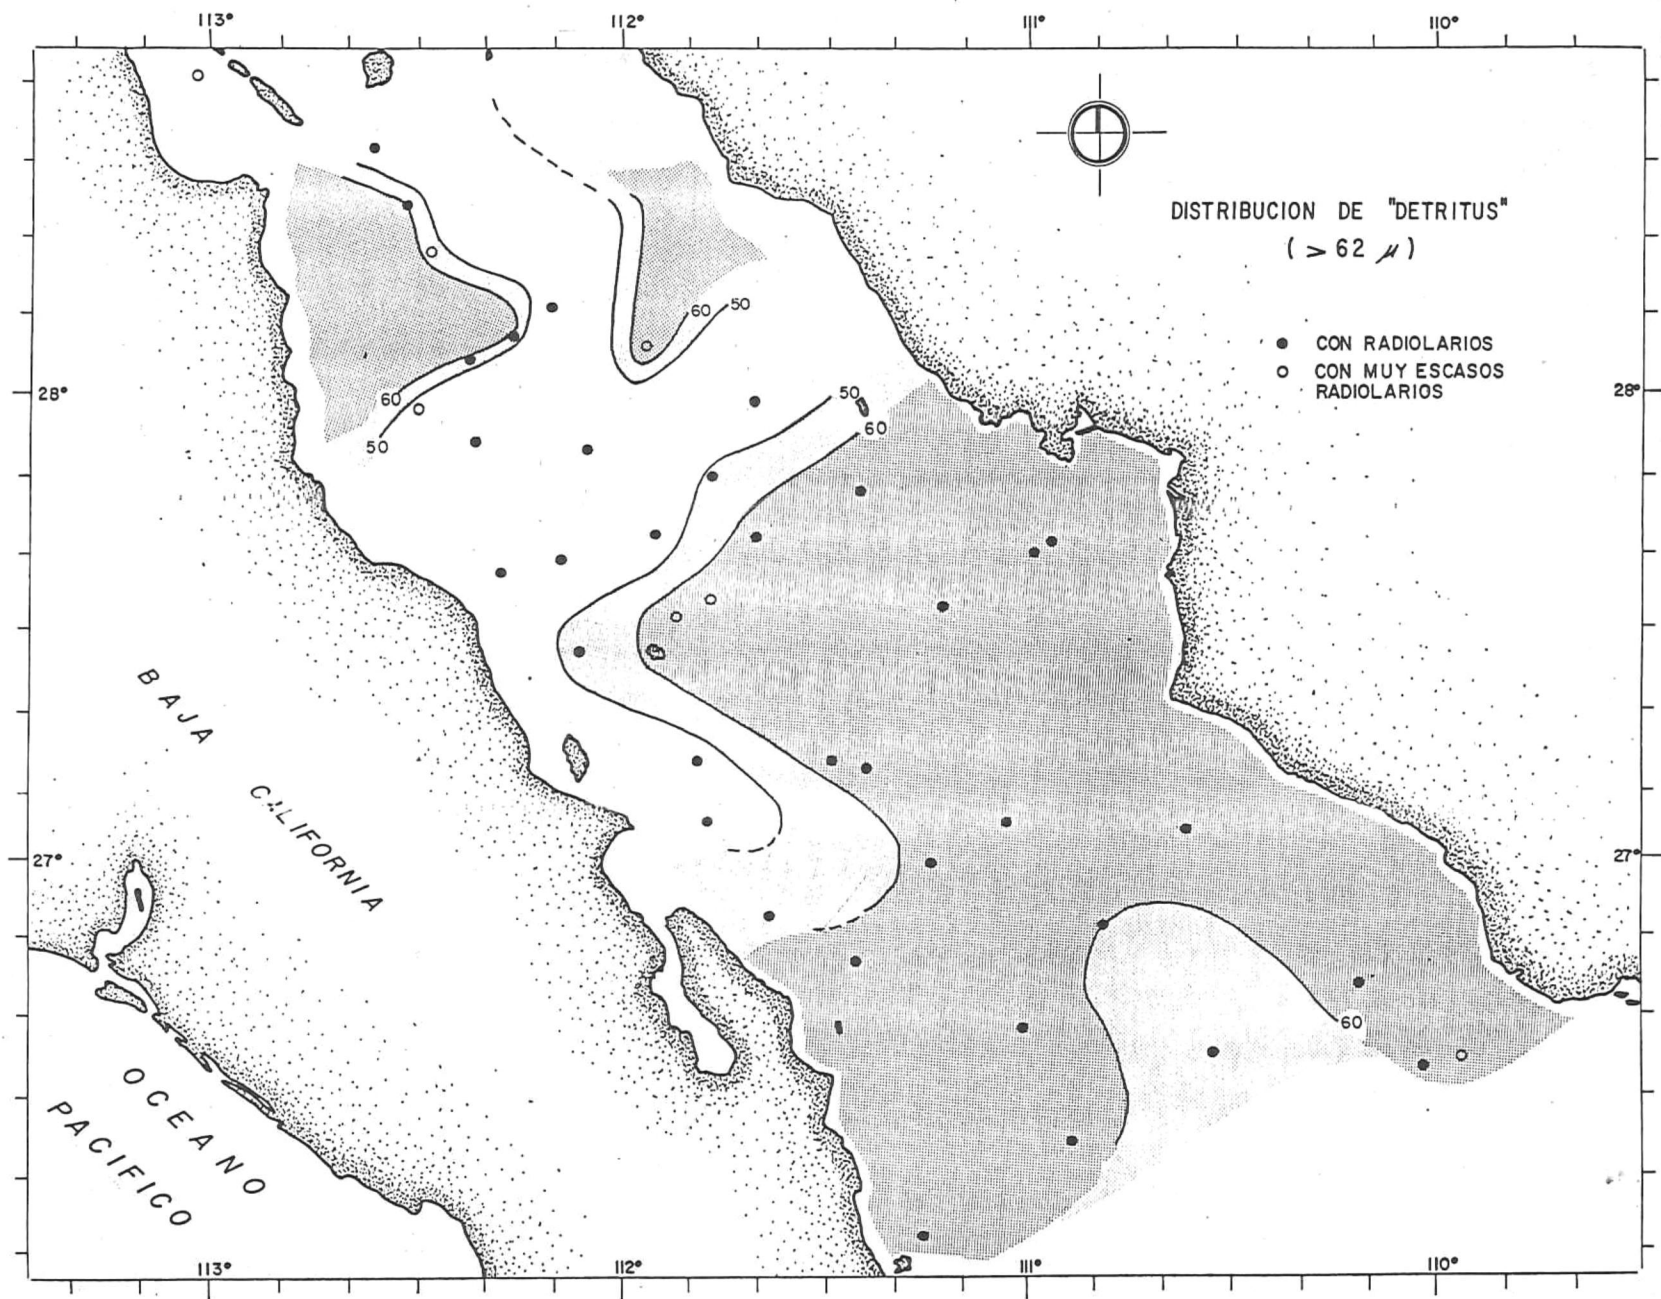 113°
112°
111°
110°
DISTRIBUCION DE "DETRITUS"
( > 62 μ )
CON RADIOLARIOS
CON MUY ESCASOS
RADIOLARIOS
60
50
28°
28°
60
50
50
60
BAJA
CALIFORNIA
27°
27°
60
OCEANO
PACIFICO
113°
112°
111°
110°